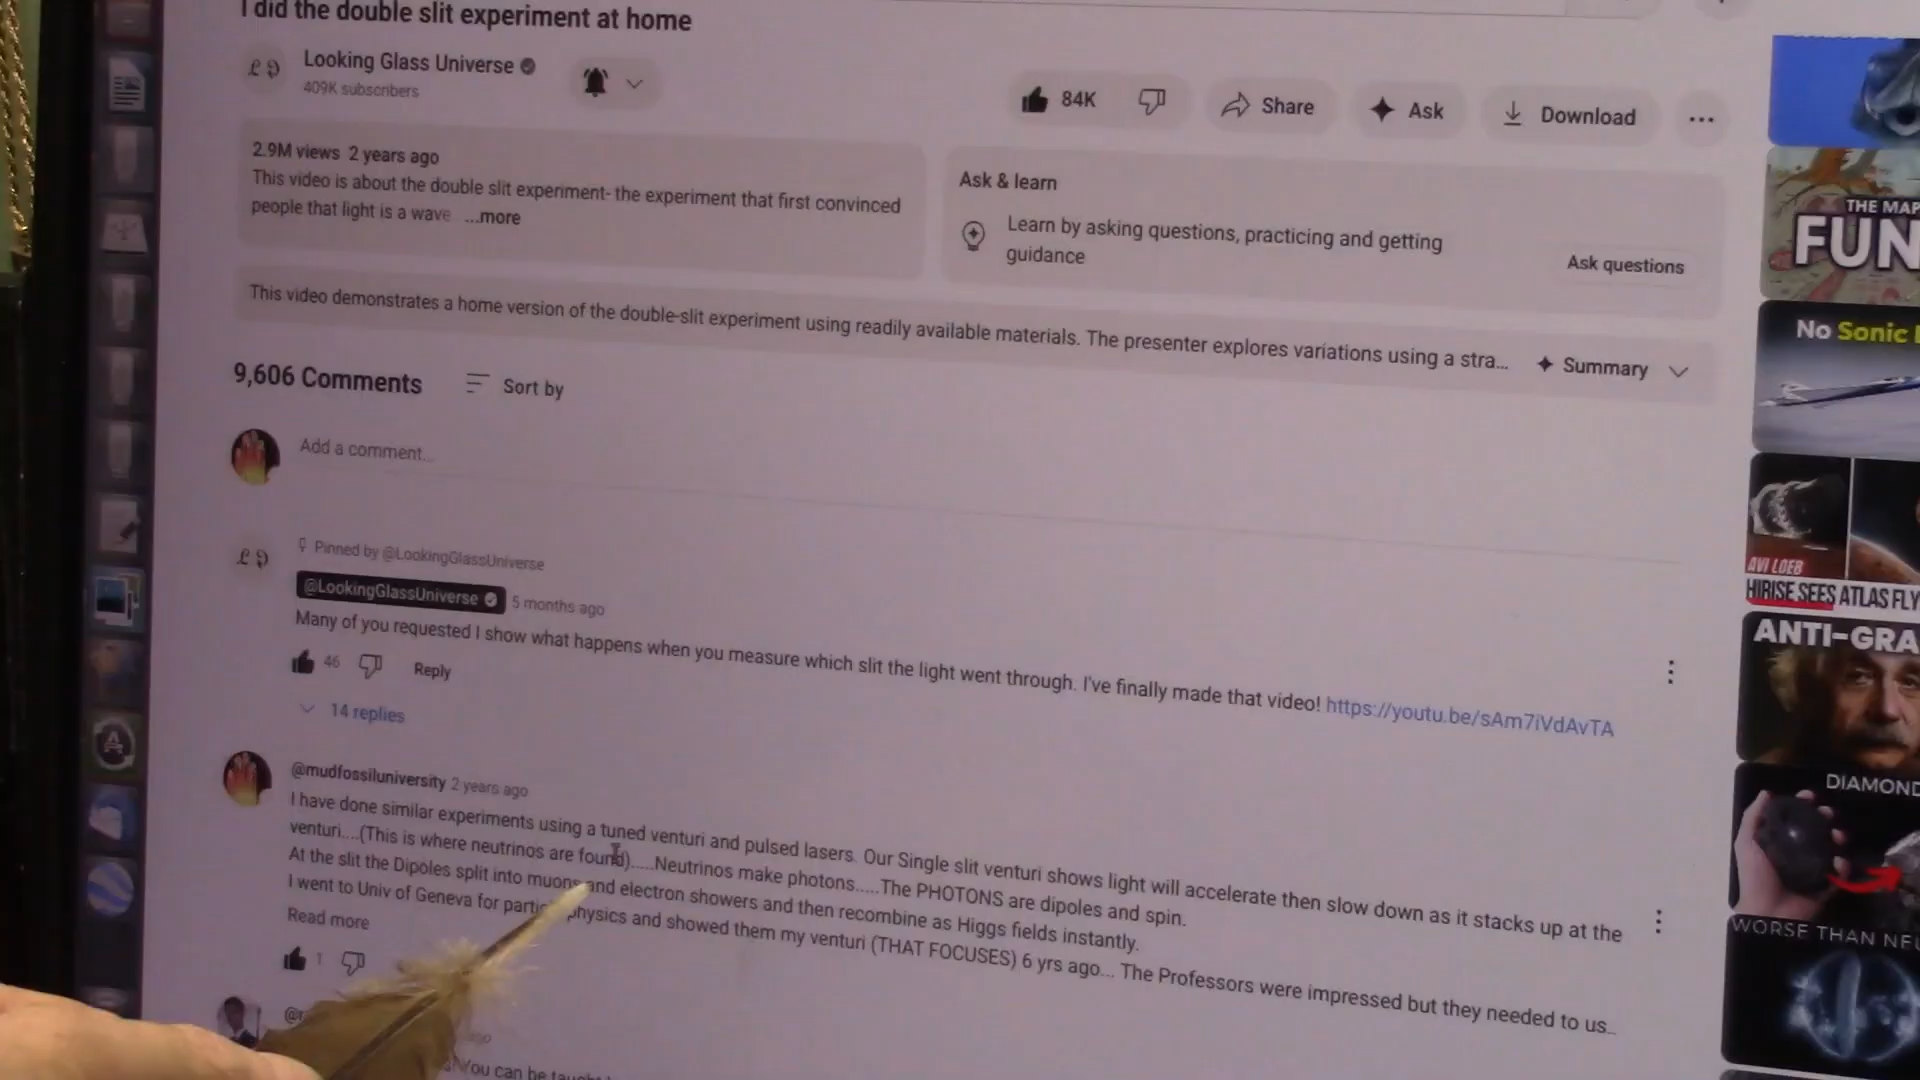 I did the double slit experiment at home
Looking Glass Universe
409K subscribers
84K
Share
Ask
Download
2.9M views 2 years ago
This video is about the double slit experiment- the experiment that first convinced
people that light is a wave ...more
Ask & learn
Learn by asking questions, practicing and getting
guidance
Ask questions
This video demonstrates a home version of the double-slit experiment using readily available materials. The presenter explores variations using a stra...
Summary
9,606 Comments
Sort by
Add a comment...
Pinned by @LookingGlassUniverse
@LookingGlassUniverse
5 months ago
Many of you requested I show what happens when you measure which slit the light went through. I've finally made that video! https://youtu.be/sAm7iVdAvTA
46
Reply
14 replies
@mudfossiluniversity 2 years ago
I have done similar experiments using a tuned venturi and pulsed lasers. Our Single slit venturi shows light will accelerate then slow down as it stacks up at the
venturi....(This is where neutrinos are found).....Neutrinos make photons.....The PHOTONS are dipoles and spin.
At the slit the Dipoles split into muons and electron showers and then recombine as Higgs fields instantly.
I went to Univ of Geneva for physics and showed them my venturi (THAT FOCUSES) 6 yrs ago... The Professors were impressed but they needed to us...
Read more
1
You can be
THE MAP
FUN
No Sonic
AVI LOEB
HIRISE SEES ATLAS FLY
ANTI-GRA
DIAMOND
WORSE THAN